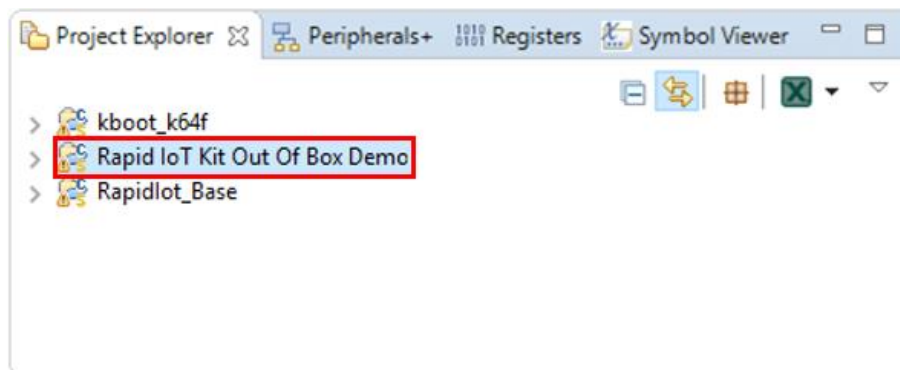 Project Explorer Peripherals+ Registers Symbol Viewer
kboot_k64f
Rapid IoT Kit Out Of Box Demo
RapidIot_Base